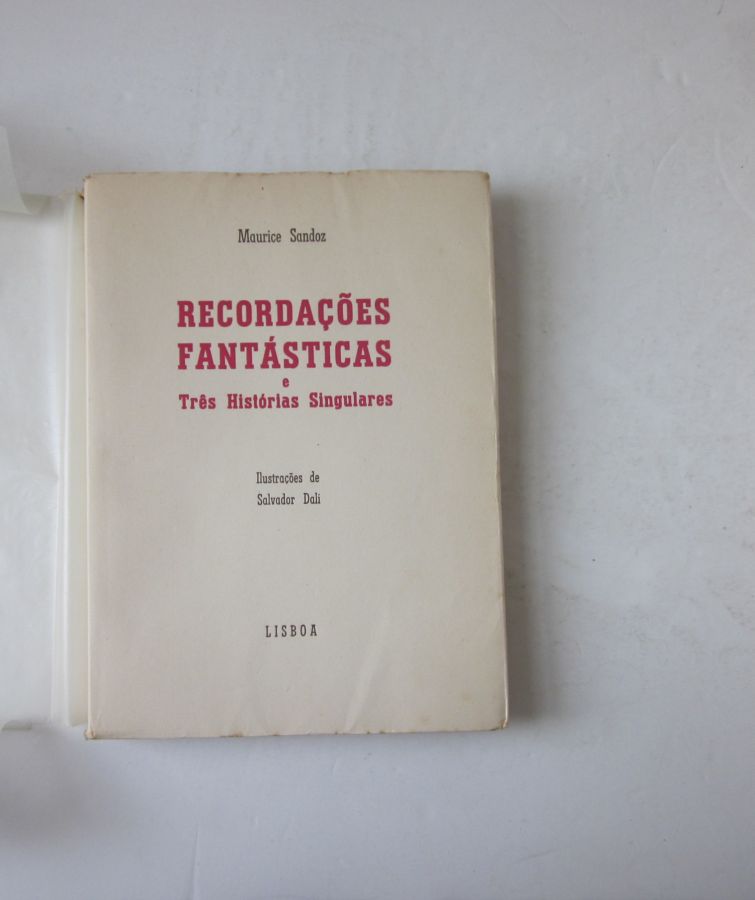 Maurice Sandoz
RECORDAÇÕES
FANTÁSTICAS
e
Três Histórias Singulares
Ilustrações de
Salvador Dali
LISBOA